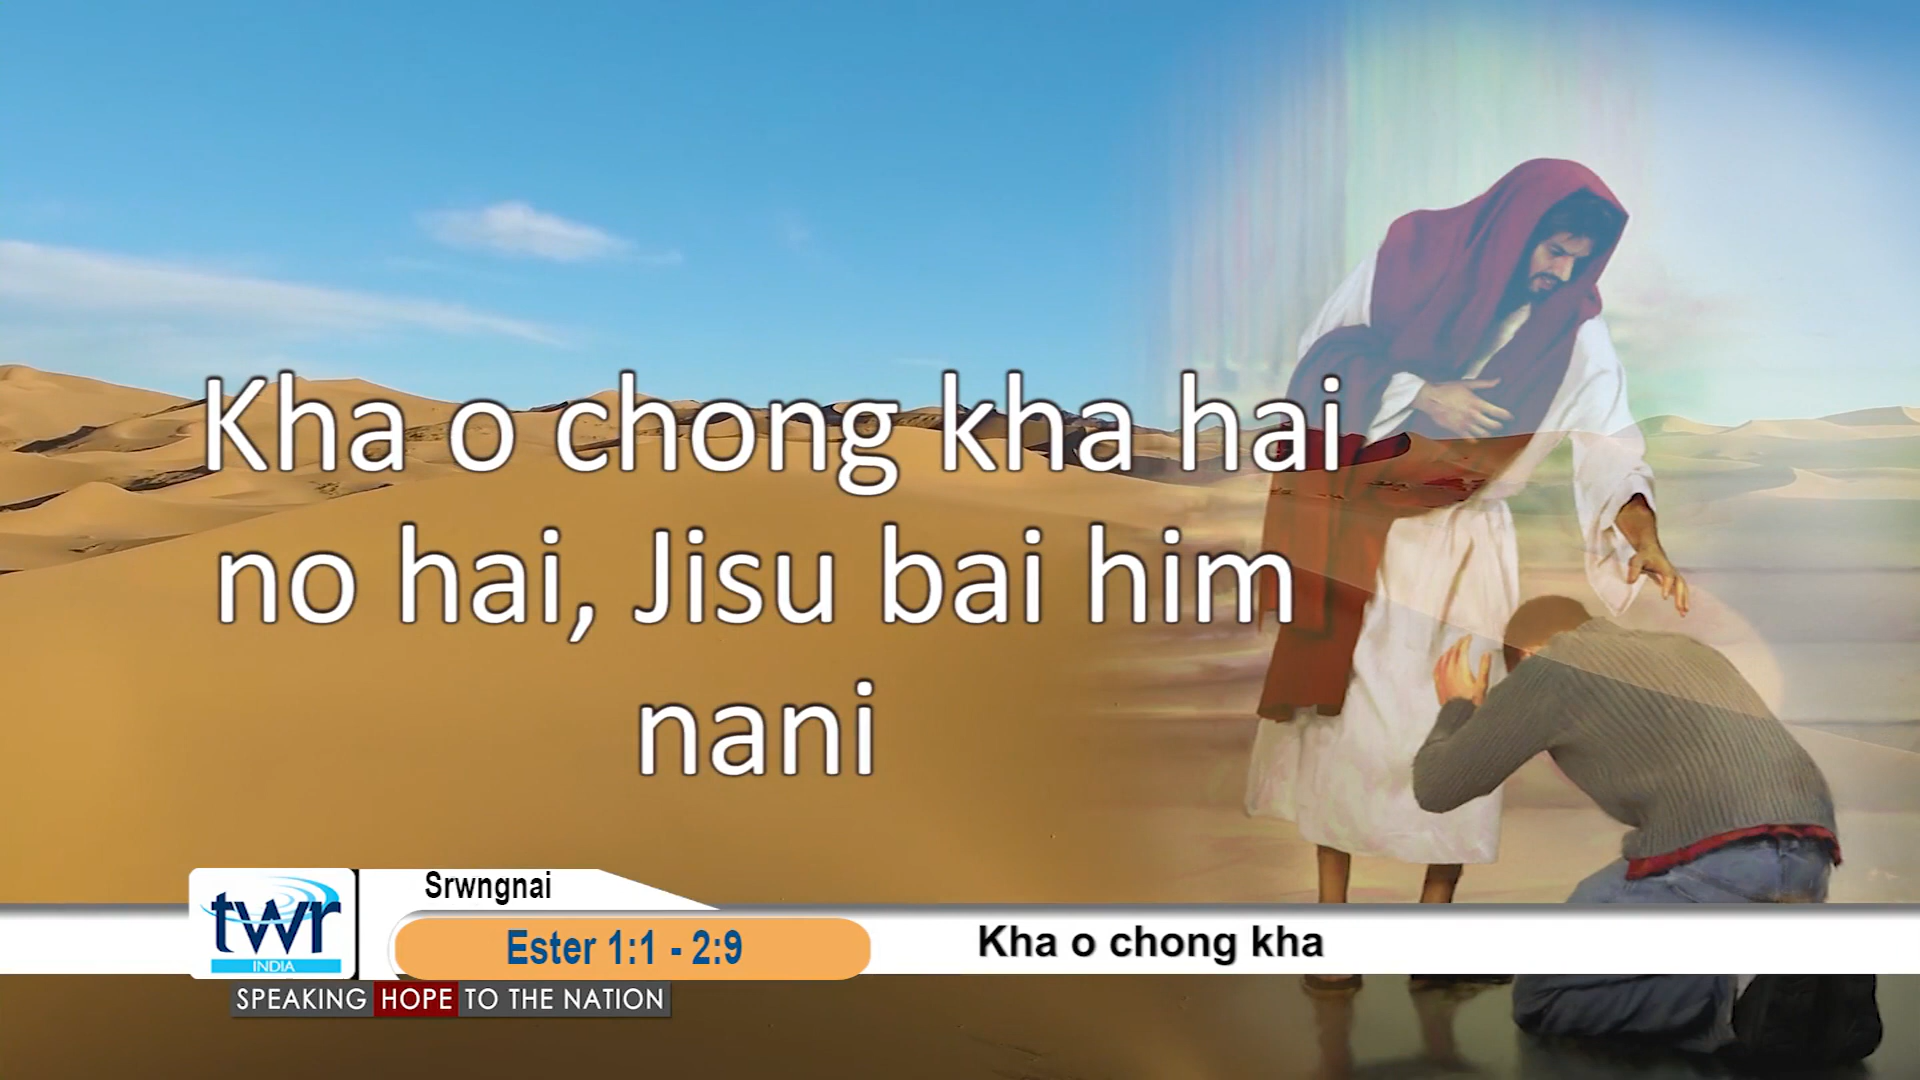 Kha o chong kha hai
no hai, Jisu bai him
nani
Srwngnai
twr
INDIA
Ester 1:1 - 2:9
Kha o chong kha
SPEAKING HOPE TO THE NATION